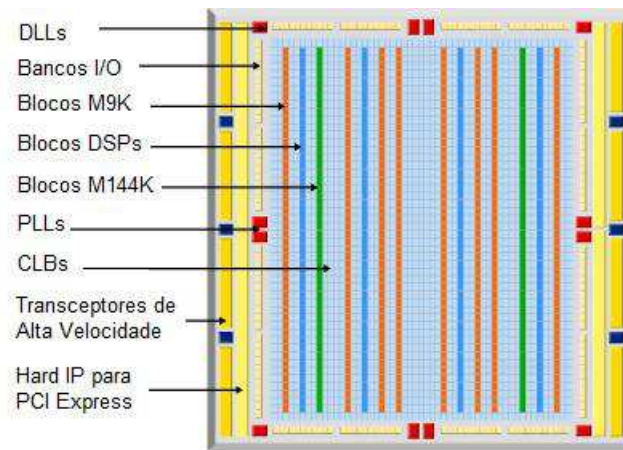 DLLs
Bancos I/O
Blocos M9K
Blocos DSPs
Blocos M144K
PLLs
CLBs
Transceptores de
Alta Velocidade
Hard IP para
PCI Express